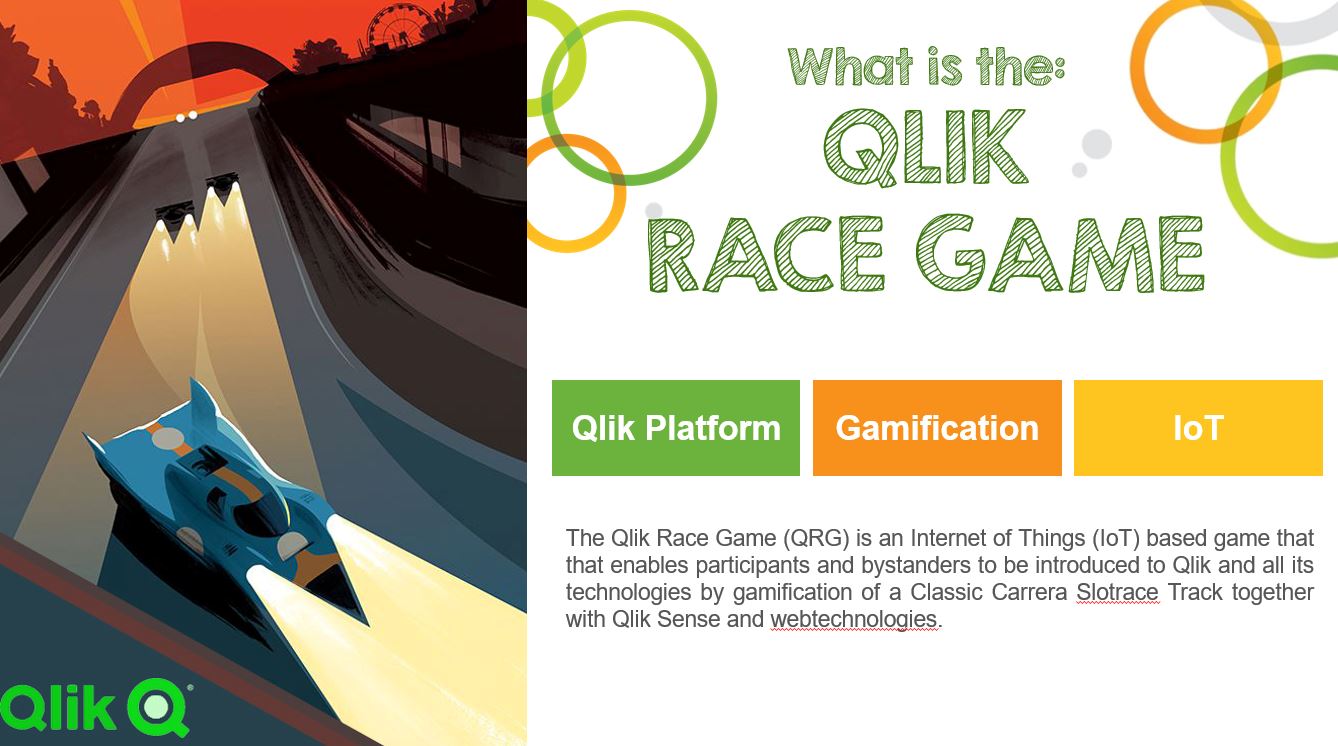 What is the:
QLIK
RACE GAME
Qlik Platform
Gamification
IoT
The Qlik Race Game (QRG) is an Internet of Things (IoT) based game that
that enables participants and bystanders to be introduced to Qlik and all its
technologies by gamification of a Classic Carrera Slotrace Track together
with Qlik Sense and webtechnologies.
Qlik
®